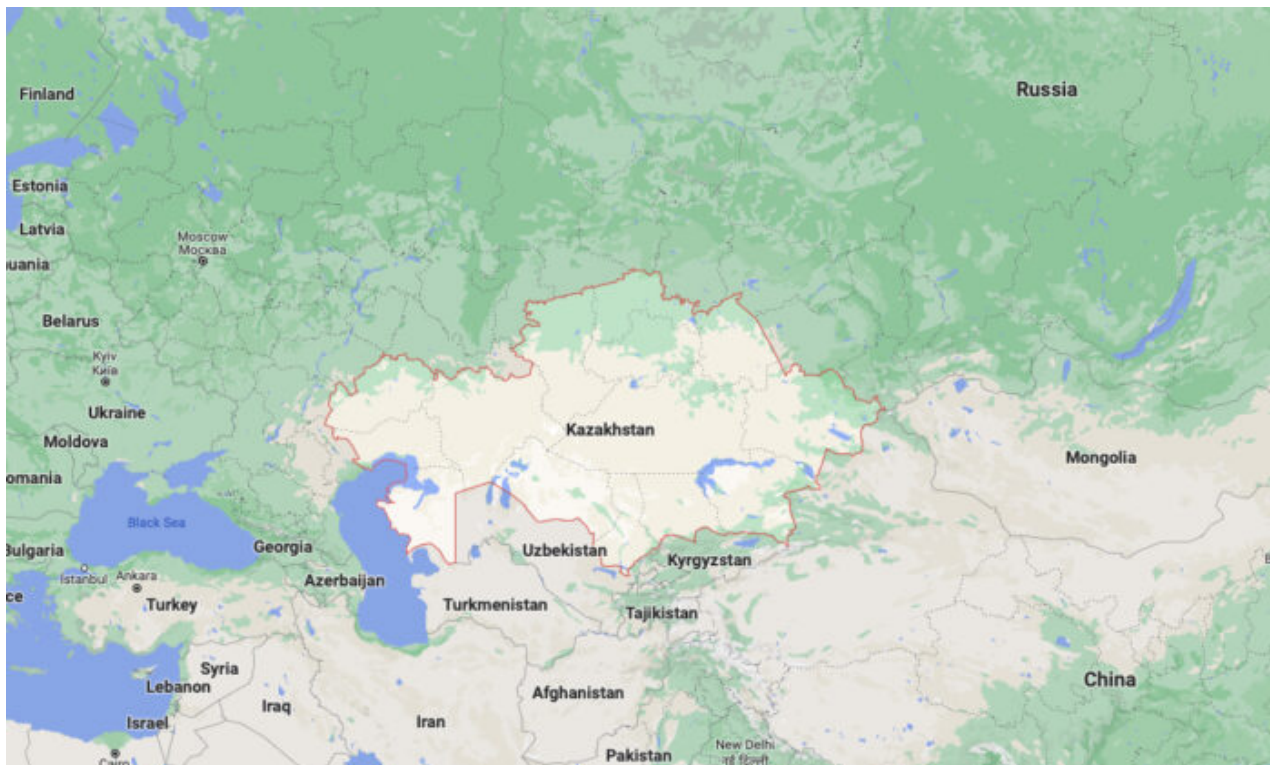 Finland
Russia
Estonia
Latvia
uania
Moscow
Москва
Belarus
Kyiv
Київ
Ukraine
Moldova
omania
Kazakhstan
Mongolia
Black Sea
Bulgaria
Georgia
Uzbekistan
Kyrgyzstan
Istanbul
Ankara
Azerbaijan
ce
Turkey
Turkmenistan
Tajikistan
Syria
Lebanon
China
Iraq
Afghanistan
Israel
Iran
Pakistan
New Delhi
Cairo